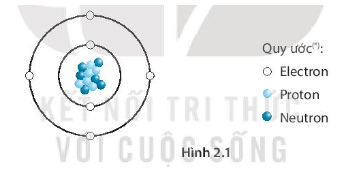 Quy ước(*):
Electron
Proton
Neutron
KẾT NỐI TRI THỨC
VỚI CUỘC SỐNG
Hình 2.1